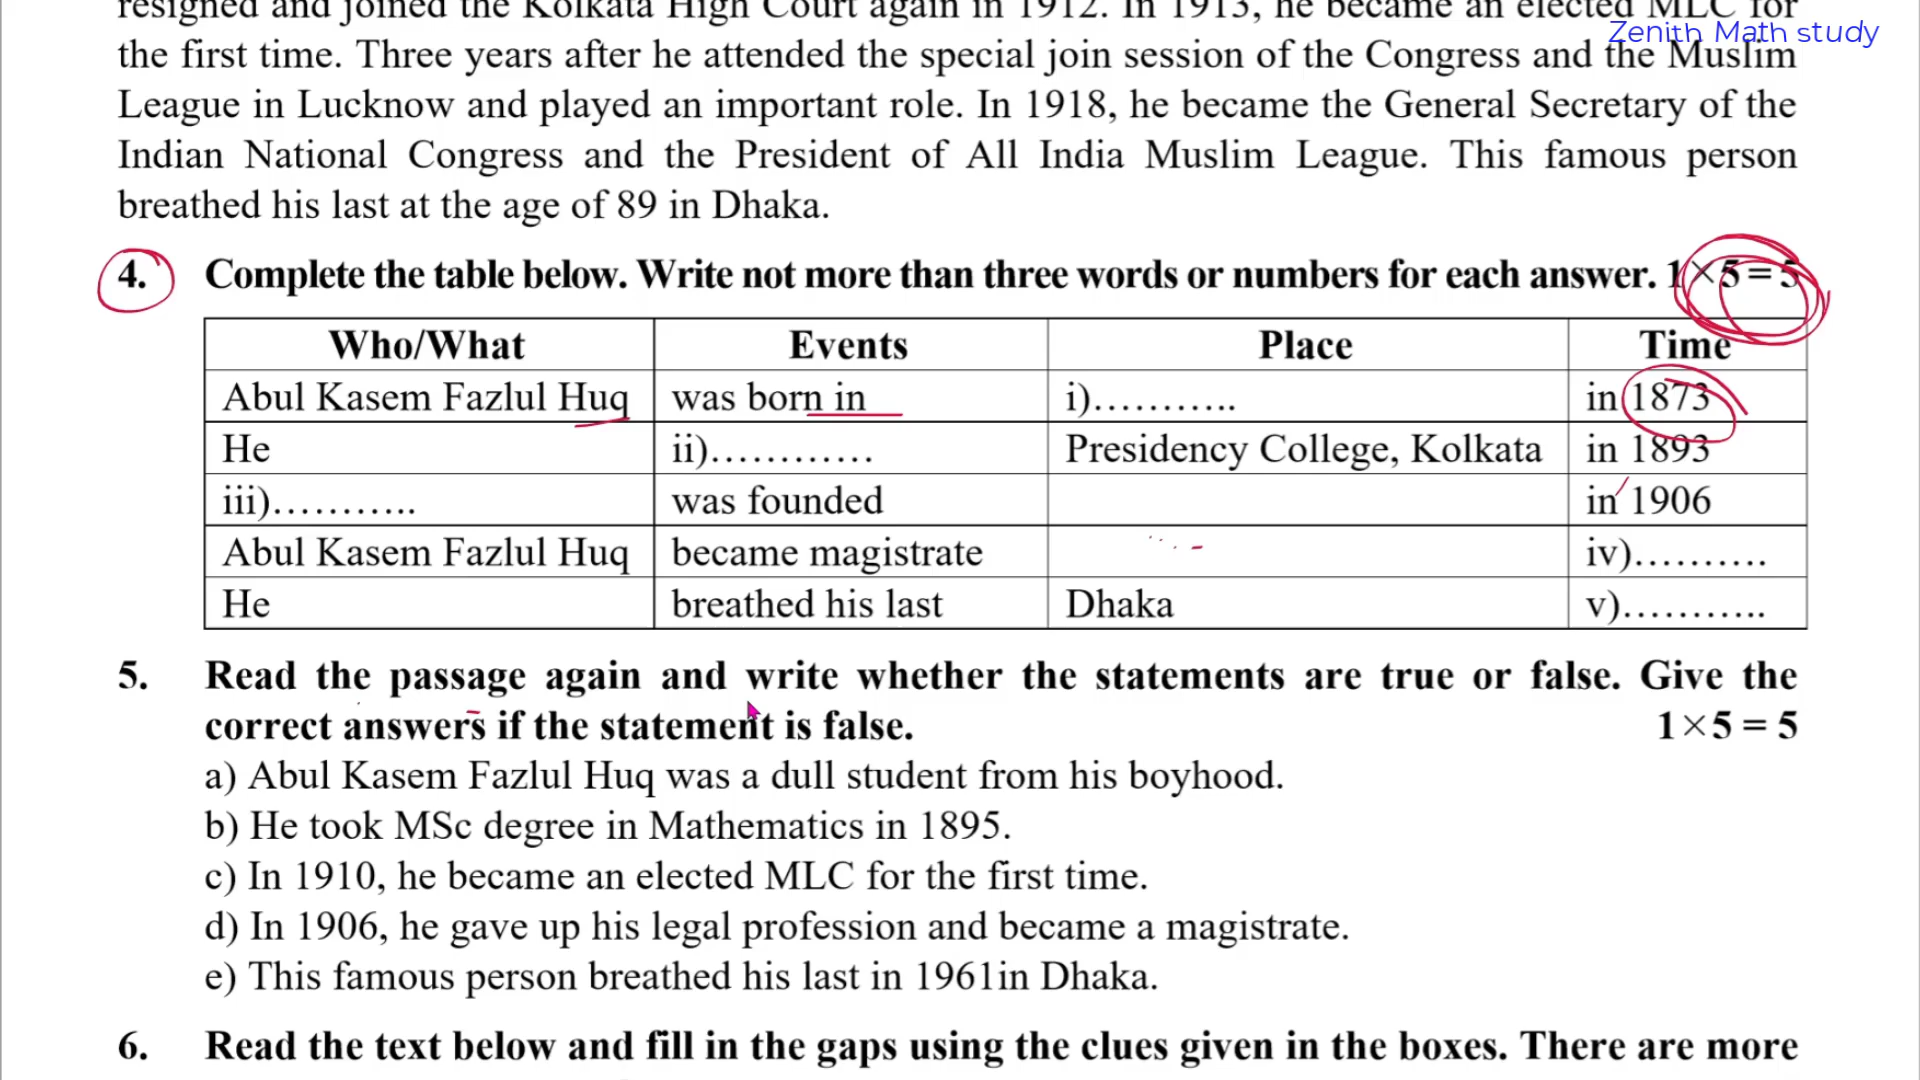 resigned and joined the Kolkata High Court again in 1912. In 1913, he became an elected MLC for
Zenith Math study
the first time. Three years after he attended the special join session of the Congress and the Muslim
League in Lucknow and played an important role. In 1918, he became the General Secretary of the
Indian National Congress and the President of All India Muslim League. This famous person
breathed his last at the age of 89 in Dhaka.
4. Complete the table below. Write not more than three words or numbers for each answer. 1×5 = 5
Who/What Events Place Time
Abul Kasem Fazlul Huq was born in i)……….. in 1873
He ii)………… Presidency College, Kolkata in 1893
iii)……….. was founded in 1906
Abul Kasem Fazlul Huq became magistrate iv)……….
He breathed his last Dhaka v)………..
5. Read the passage again and write whether the statements are true or false. Give the
correct answers if the statement is false. 1×5 = 5
a) Abul Kasem Fazlul Huq was a dull student from his boyhood.
b) He took MSc degree in Mathematics in 1895.
c) In 1910, he became an elected MLC for the first time.
d) In 1906, he gave up his legal profession and became a magistrate.
e) This famous person breathed his last in 1961in Dhaka.
6. Read the text below and fill in the gaps using the clues given in the boxes. There are more